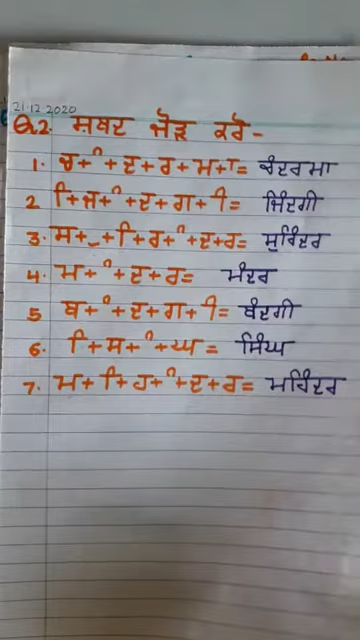 21.12.2020
Q.2. ਸ਼ਬਦ ਜੋੜ ਕਰੋ -
1. ਚ+ੰ+ਦ+ਰ+ਮ+ਾ= ਚੰਦਰਮਾ
2 ਿ+ਜ+ੰ+ਦ+ਗ+ੀ= ਜਿੰਦਗੀ
3. ਸ+ੁ+ਿ+ਰ+ੰ+ਦ+ਰ= ਸੁਰਿੰਦਰ
4. ਮ+ੰ+ਦ+ਰ= ਮੰਦਰ
5 ਬ+ੰ+ਦ+ਗ+ੀ= ਬੰਦਗੀ
6. ਿ+ਸ+ੰ+ਘ= ਸਿੰਘ
7. ਮ+ਿ+ਹ+ੰ+ਦ+ਰ= ਮਹਿੰਦਰ